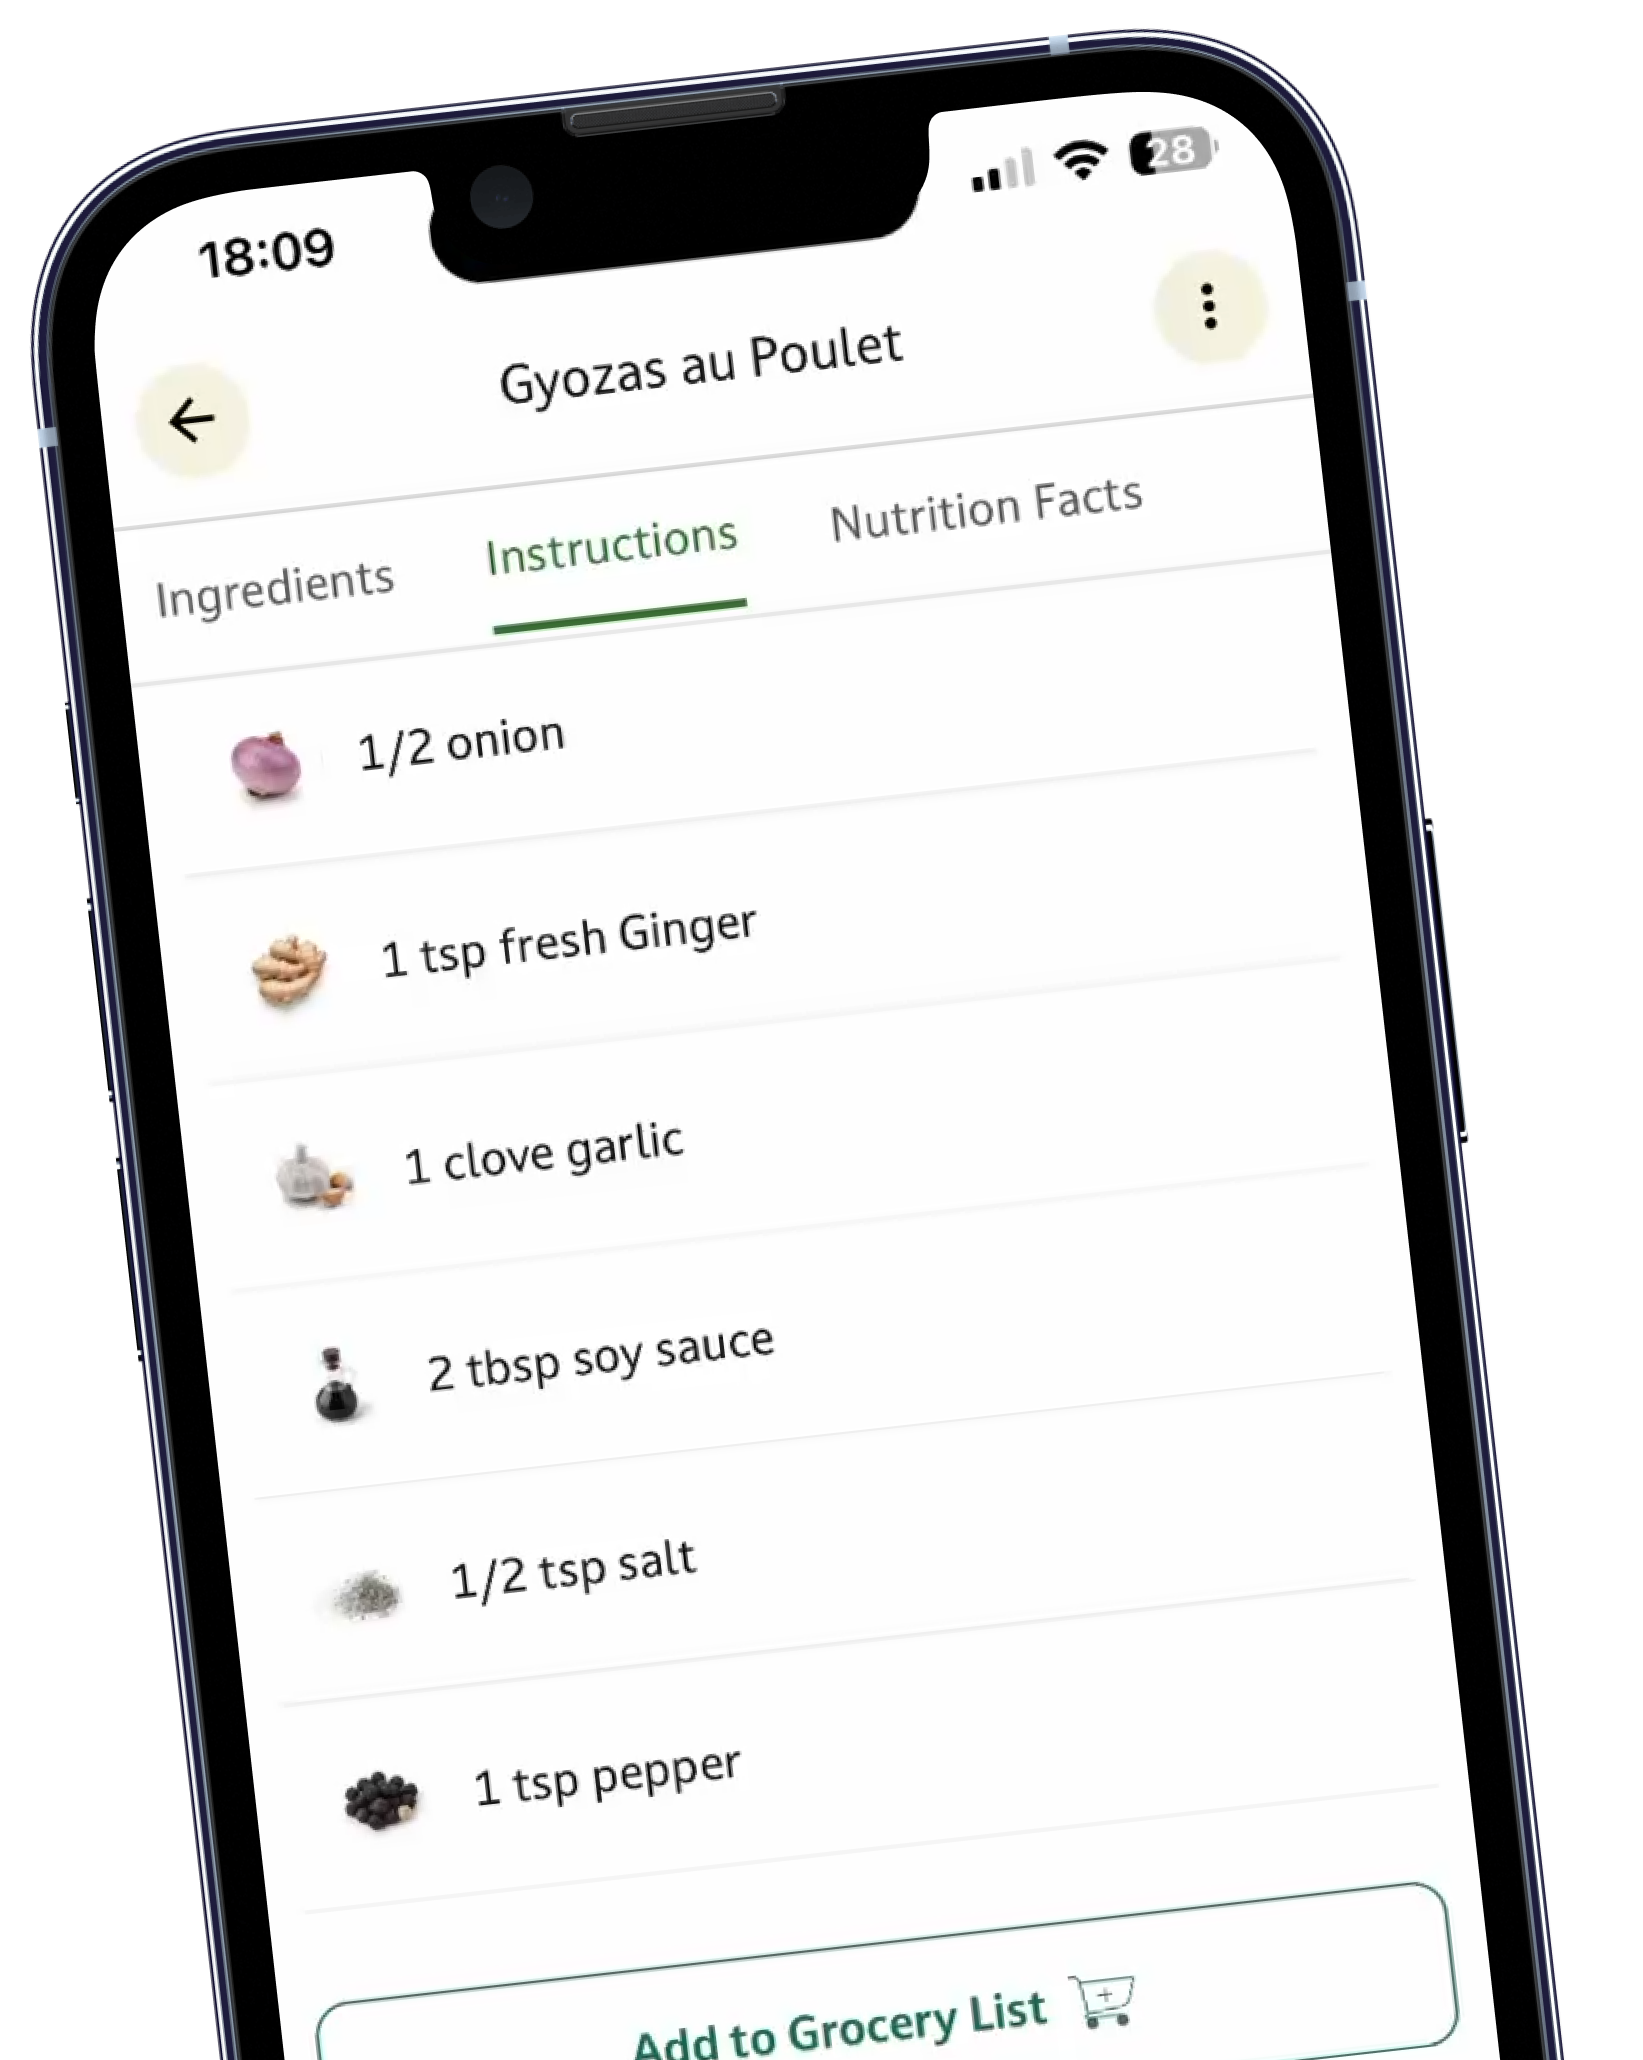 18:09
28
Gyozas au Poulet
Ingredients Instructions Nutrition Facts
1/2 onion
1 tsp fresh Ginger
1 clove garlic
2 tbsp soy sauce
1/2 tsp salt
1 tsp pepper
Add to Grocery List